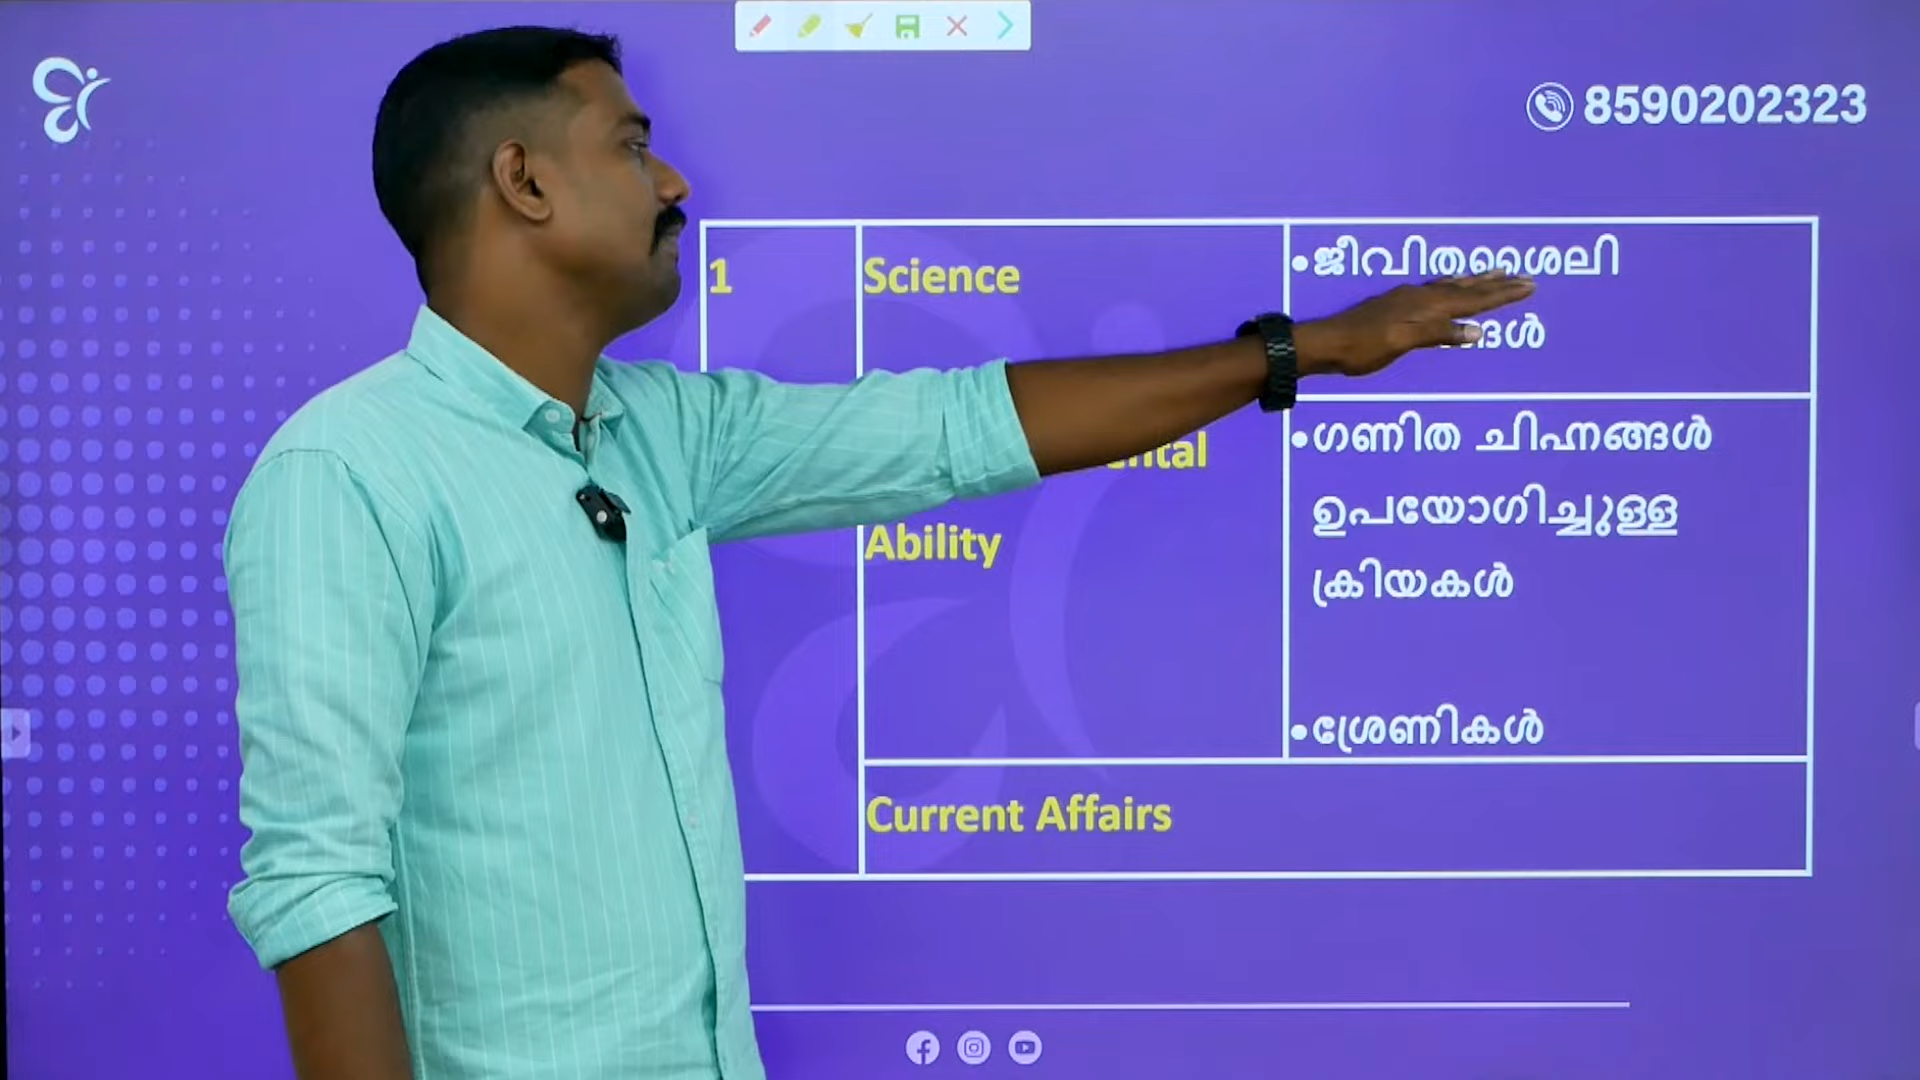 8590202323
1
Science
•ജീവിതശൈലി
•ഗണിത ചിഹ്നങ്ങൾ
Ability
ഉപയോഗിച്ചുള്ള
ക്രിയകൾ
•ശ്രേണികൾ
Current Affairs